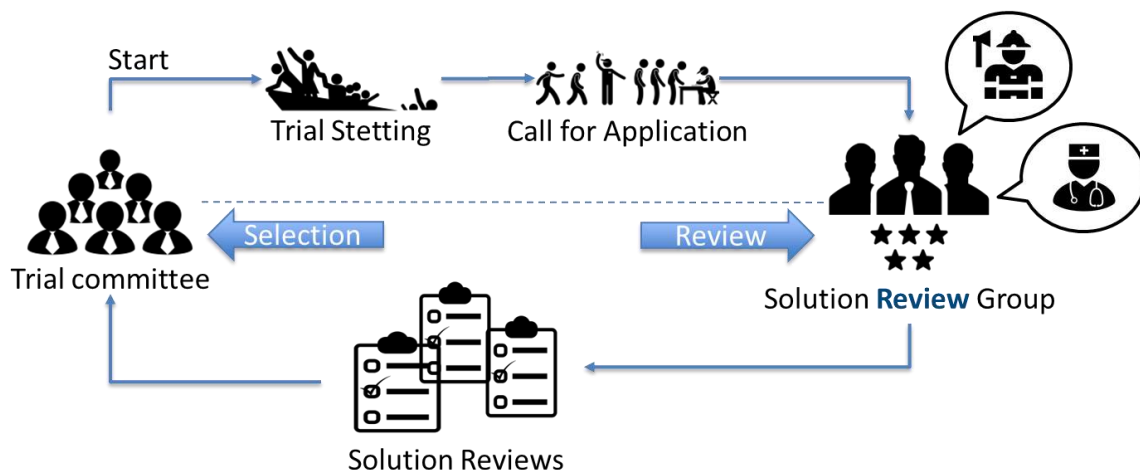 Start
Trial Stetting
Call for Application
Selection
Review
Trial committee
Solution Review Group
Solution Reviews